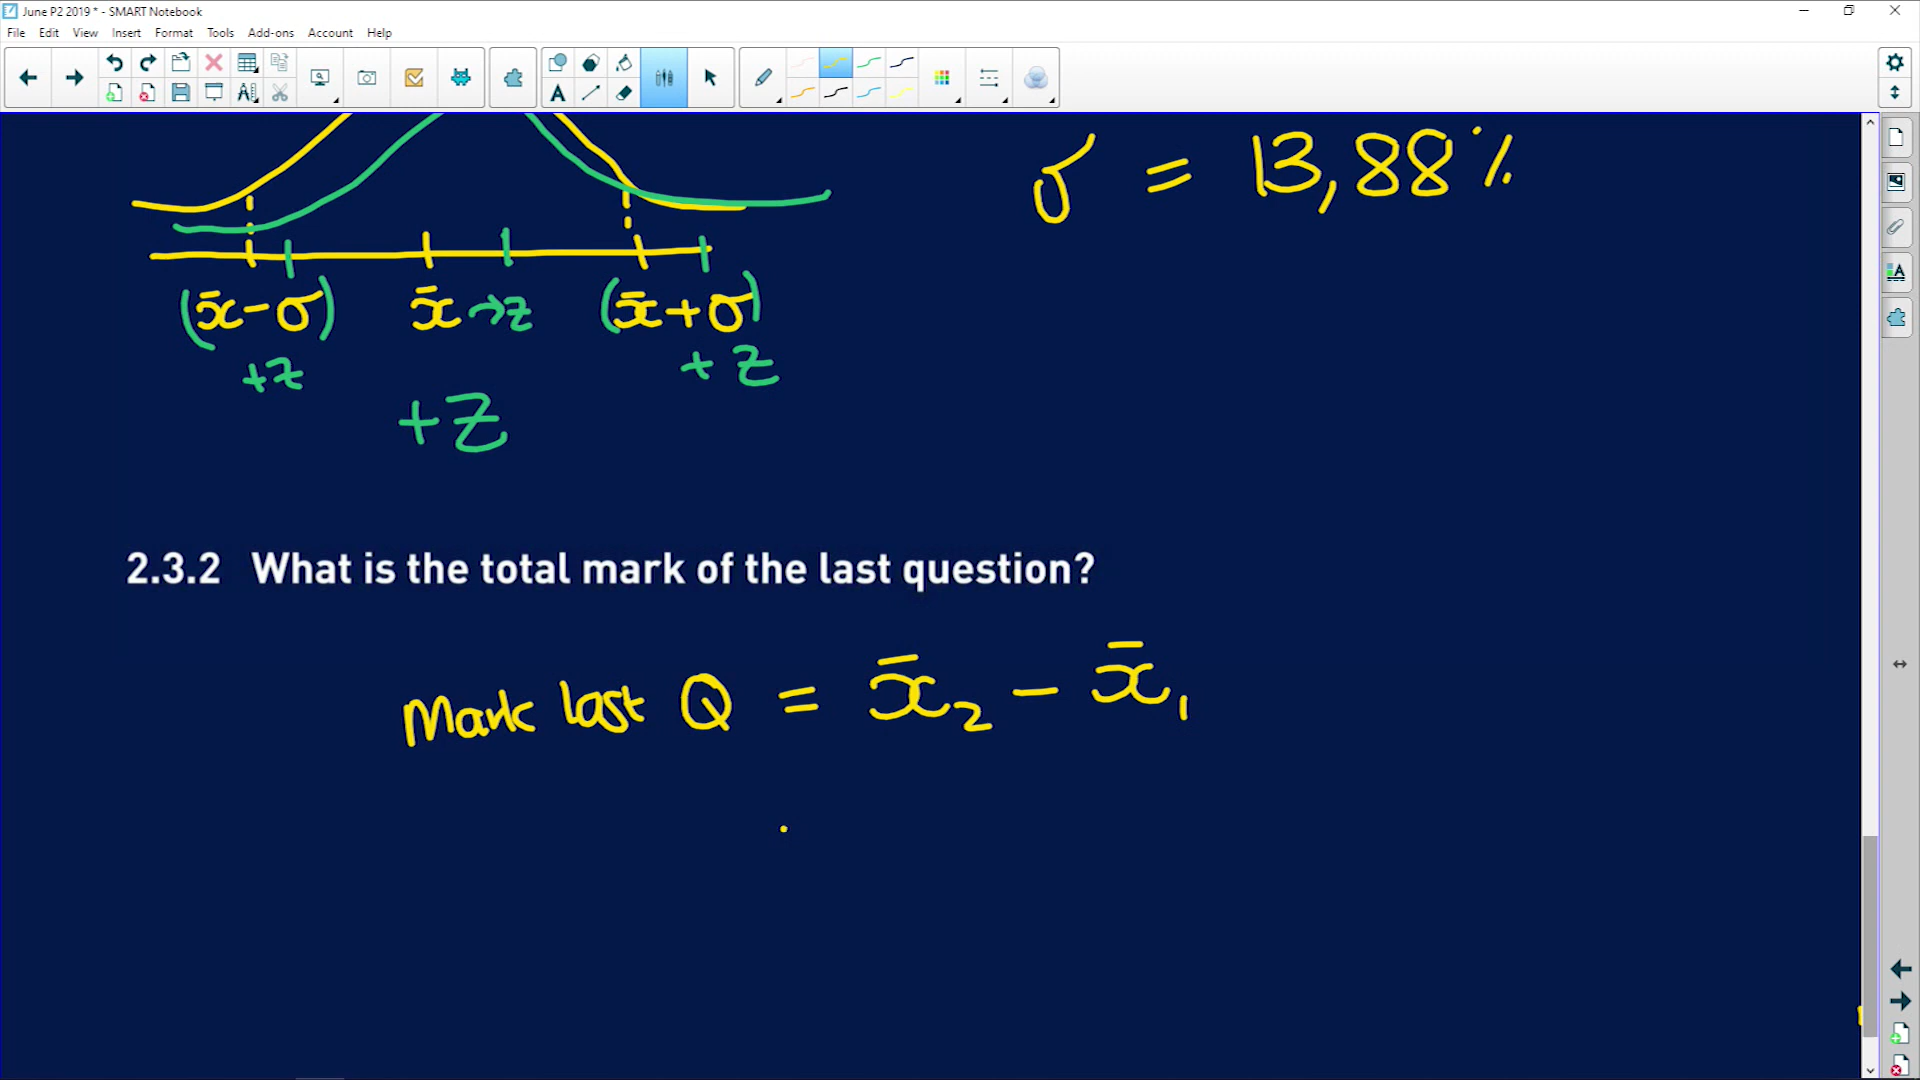 June P2 2019 * - SMART Notebook
File Edit View Insert Format Tools Add-ons Account Help
σ = 13,88%
(x̄-σ) x̄→z (x̄+σ)
+z +z
+z
2.3.2 What is the total mark of the last question?
Mark last Q = x̄₂ - x̄₁